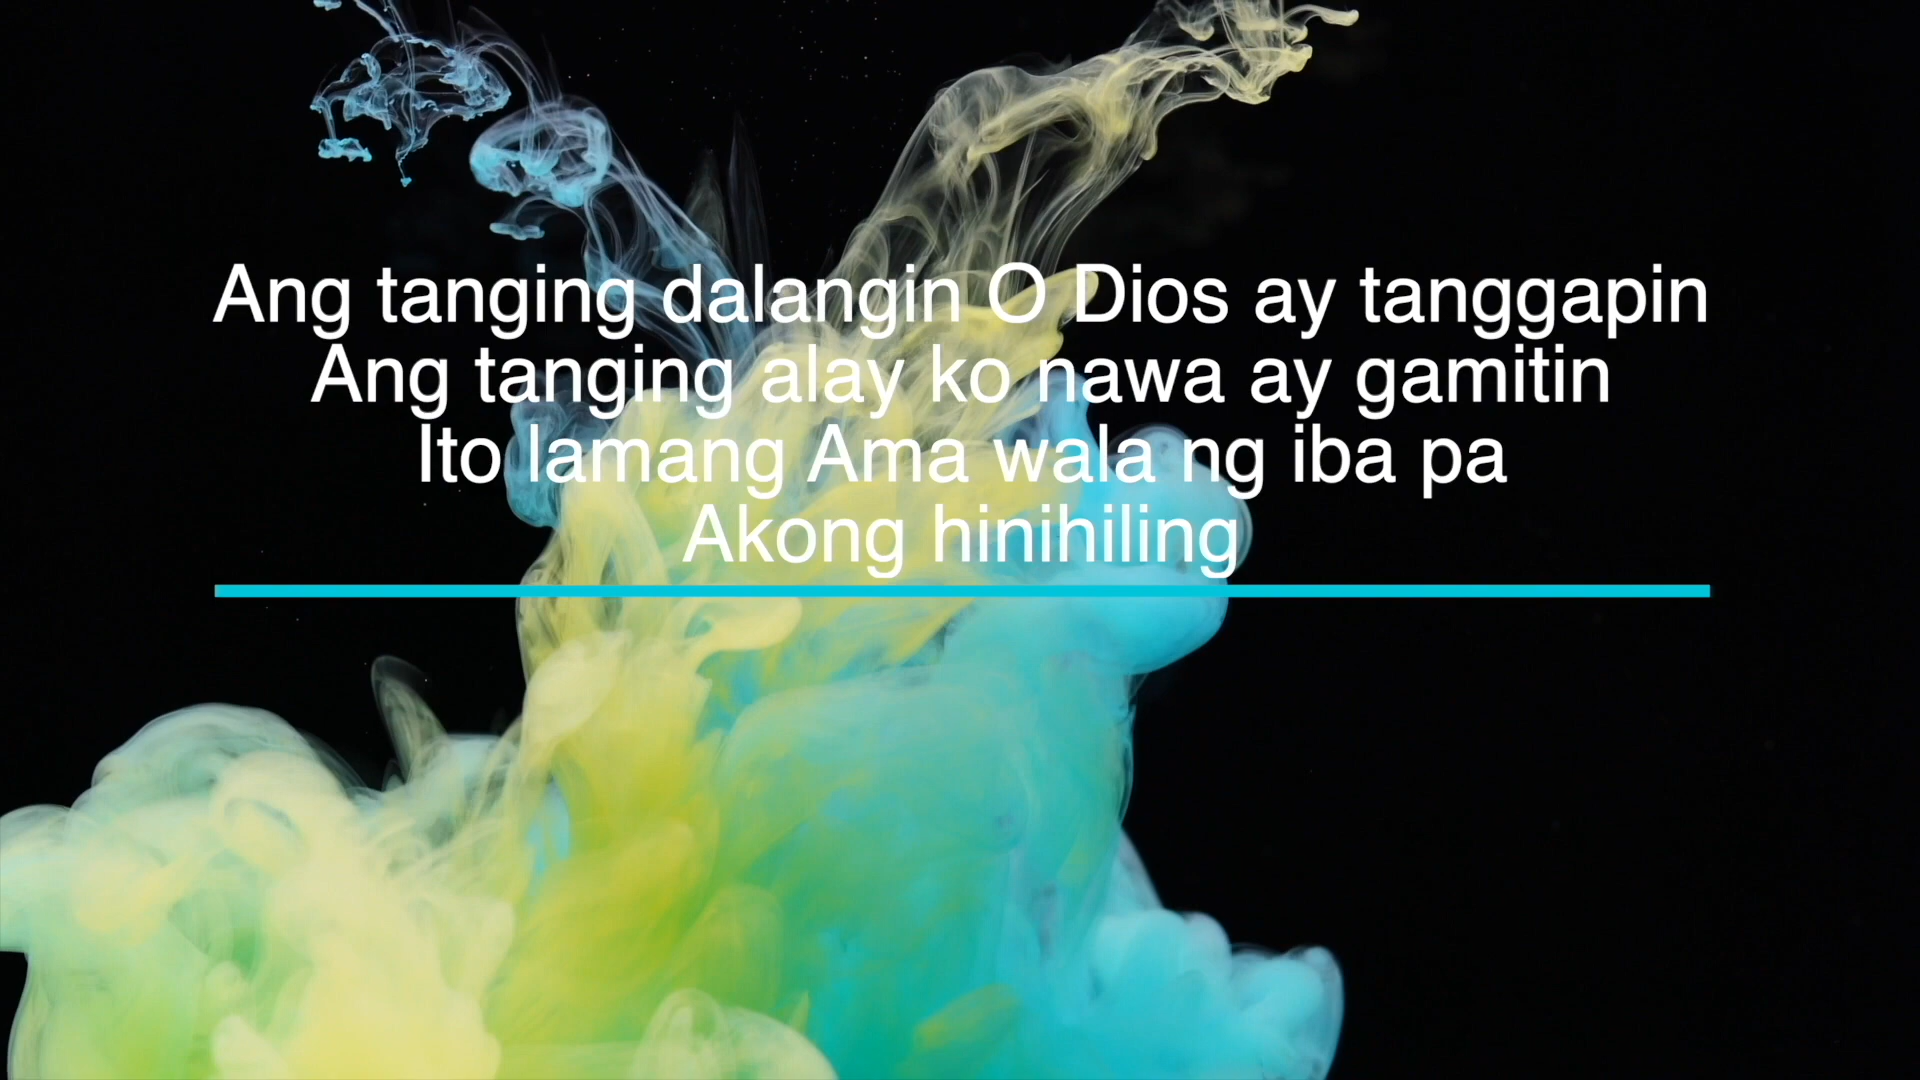 Ang tanging dalangin O Dios ay tanggapin
Ang tanging alay ko nawa ay gamitin
Ito lamang Ama wala ng iba pa
Akong hinihiling